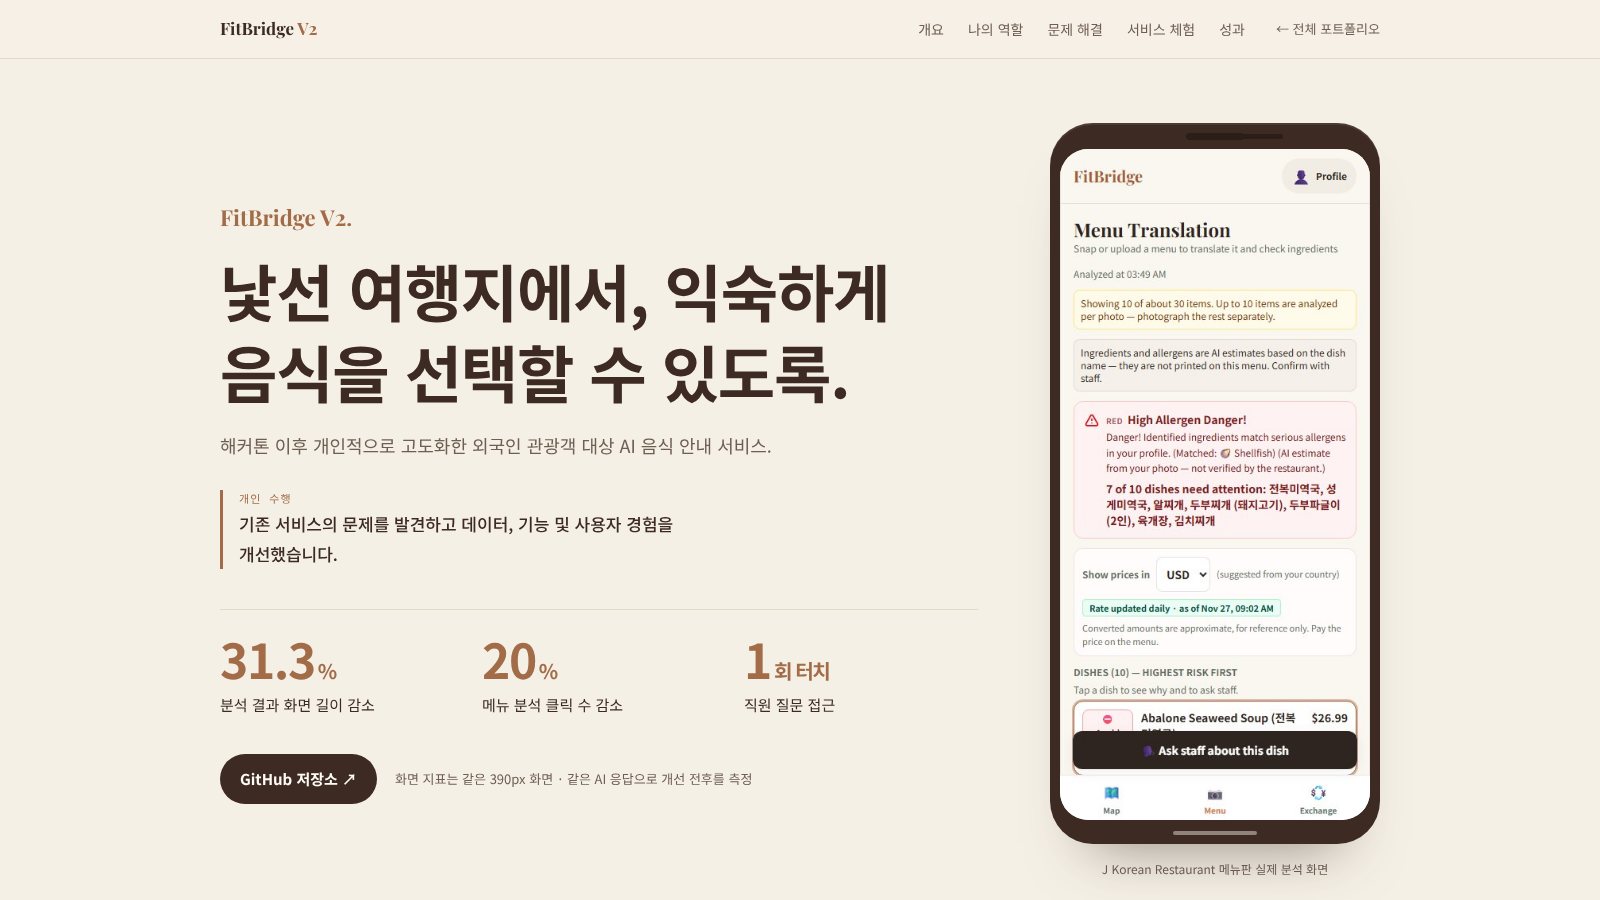 FitBridge V2
개요
나의 역할
문제 해결
서비스 체험
성과
← 전체 포트폴리오
FitBridge V2.
낯선 여행지에서, 익숙하게
음식을 선택할 수 있도록.
해커톤 이후 개인적으로 고도화한 외국인 관광객 대상 AI 음식 안내 서비스.
개인 수행
기존 서비스의 문제를 발견하고 데이터, 기능 및 사용자 경험을
개선했습니다.
31.3%
분석 결과 화면 길이 감소
20%
메뉴 분석 클릭 수 감소
1회 터치
직원 질문 접근
GitHub 저장소 ↗
화면 지표는 같은 390px 화면 · 같은 AI 응답으로 개선 전후를 측정
FitBridge
Profile
Menu Translation
Snap or upload a menu to translate it and check ingredients
Analyzed at 03:49 AM
Showing 10 of about 30 items. Up to 10 items are analyzed
per photo — photograph the rest separately.
Ingredients and allergens are AI estimates based on the dish
name — they are not printed on this menu. Confirm with
staff.
RED High Allergen Danger!
Danger! Identified ingredients match serious allergens
in your profile. (Matched: Shellfish) (AI estimate
from your photo — not verified by the restaurant.)
7 of 10 dishes need attention: 전복미역국, 성
게미역국, 알찌개, 두부찌개 (돼지고기), 두부파글이
(2인), 육개장, 김치찌개
Show prices in USD (suggested from your country)
Rate updated daily · as of Nov 27, 09:02 AM
Converted amounts are approximate, for reference only. Pay the
price on the menu.
DISHES (10) — HIGHEST RISK FIRST
Tap a dish to see why and to ask staff.
Abalone Seaweed Soup (전복 $26.99
Ask staff about this dish
Map
Menu
Exchange
J Korean Restaurant 메뉴판 실제 분석 화면